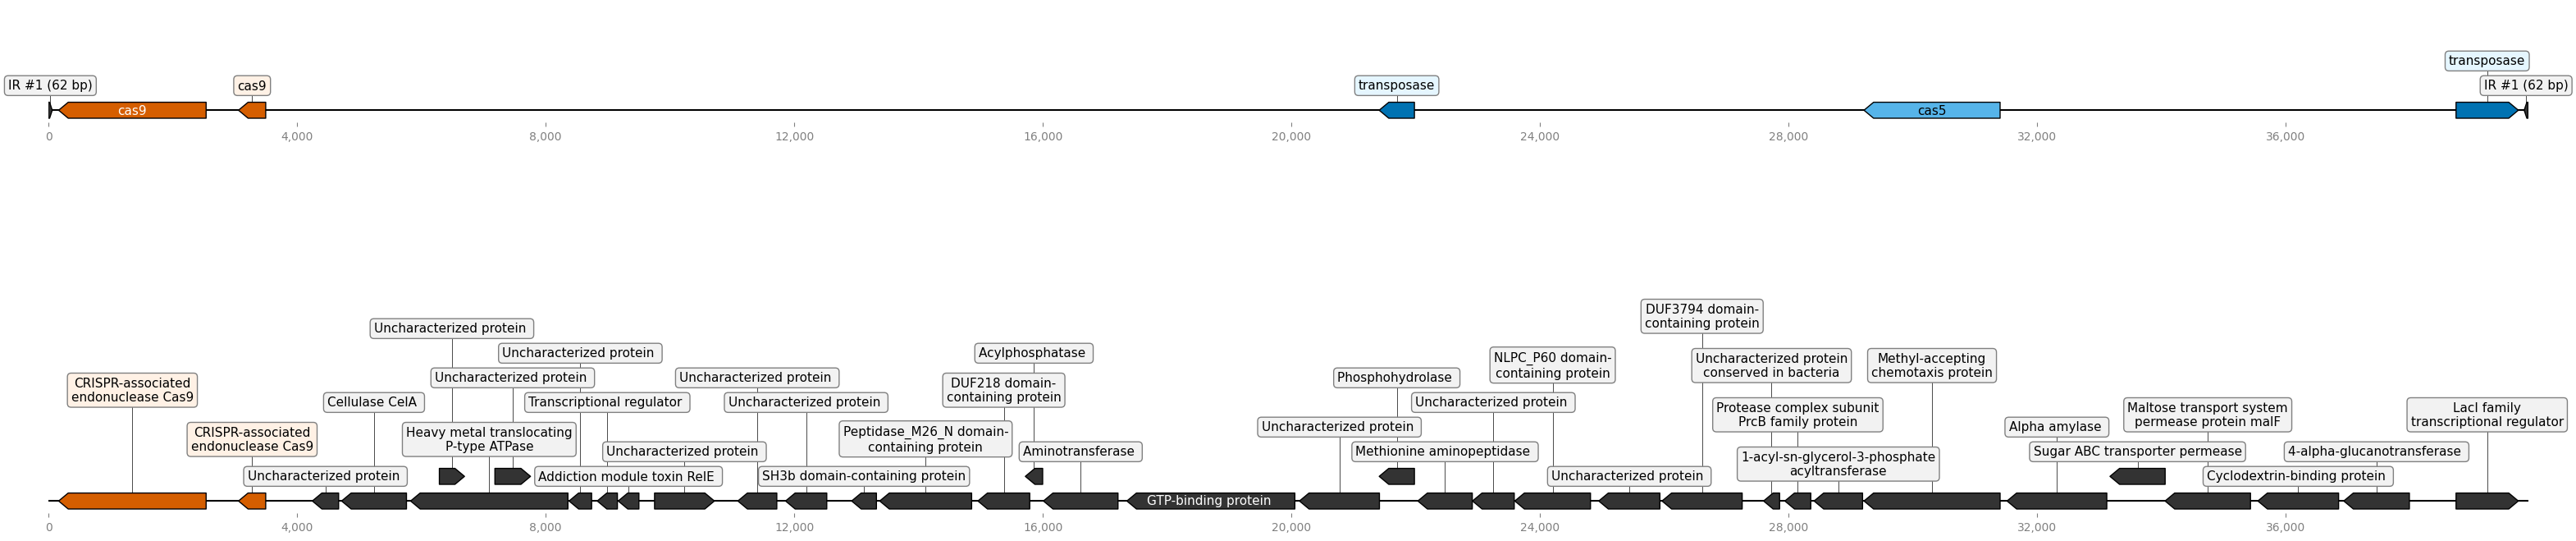 transposase
IR #1 (62 bp)
cas9
transposase
IR #1 (62 bp)
cas9
cas5
0
4,000
8,000
12,000
16,000
20,000
24,000
28,000
32,000
36,000
DUF3794 domain-
containing protein
Uncharacterized protein
Uncharacterized protein
Acylphosphatase
NLPC_P60 domain-
containing protein
Uncharacterized protein
conserved in bacteria
Methyl-accepting
chemotaxis protein
CRISPR-associated
endonuclease Cas9
Uncharacterized protein
Uncharacterized protein
DUF218 domain-
containing protein
Phosphohydrolase
Cellulase CelA
Transcriptional regulator
Uncharacterized protein
Uncharacterized protein
Protease complex subunit
PrcB family protein
Maltose transport system
permease protein malF
LacI family
transcriptional regulator
CRISPR-associated
endonuclease Cas9
Heavy metal translocating
P-type ATPase
Peptidase_M26_N domain-
containing protein
Uncharacterized protein
Alpha amylase
Uncharacterized protein
Aminotransferase
Methionine aminopeptidase
1-acyl-sn-glycerol-3-phosphate
acyltransferase
Sugar ABC transporter permease
4-alpha-glucanotransferase
Uncharacterized protein
Addiction module toxin RelE
SH3b domain-containing protein
Uncharacterized protein
Cyclodextrin-binding protein
GTP-binding protein
0
4,000
8,000
12,000
16,000
20,000
24,000
28,000
32,000
36,000